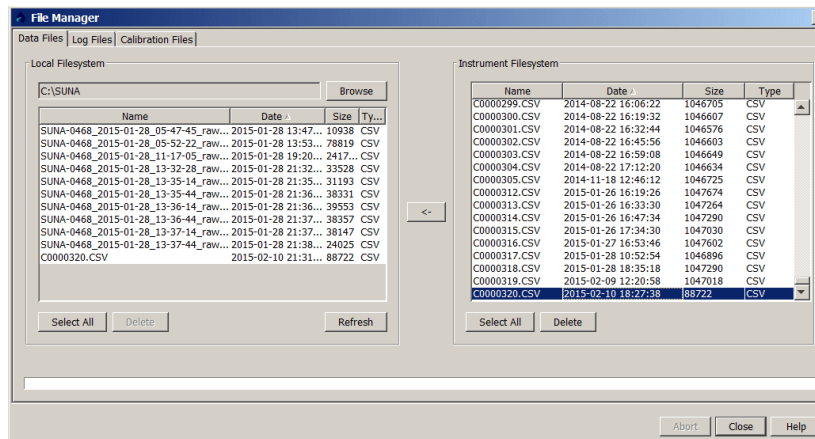 File Manager
Data Files Log Files Calibration Files
Local Filesystem
C:\SUNA Browse
Name Date Size Ty...
SUNA-0468_2015-01-28_05-47-45_raw... 2015-01-28 13:47... 10938 CSV
SUNA-0468_2015-01-28_05-52-22_raw... 2015-01-28 13:53... 78819 CSV
SUNA-0468_2015-01-28_11-17-05_raw... 2015-01-28 19:20... 2417... CSV
SUNA-0468_2015-01-28_13-32-28_raw... 2015-01-28 21:32... 33528 CSV
SUNA-0468_2015-01-28_13-35-14_raw... 2015-01-28 21:35... 31193 CSV
SUNA-0468_2015-01-28_13-35-44_raw... 2015-01-28 21:36... 38331 CSV
SUNA-0468_2015-01-28_13-36-14_raw... 2015-01-28 21:36... 39553 CSV
SUNA-0468_2015-01-28_13-36-44_raw... 2015-01-28 21:37... 38357 CSV
SUNA-0468_2015-01-28_13-37-14_raw... 2015-01-28 21:37... 38147 CSV
SUNA-0468_2015-01-28_13-37-44_raw... 2015-01-28 21:38... 24025 CSV
C0000320.CSV 2015-02-10 21:31... 88722 CSV
Select All Delete Refresh
<-
Instrument Filesystem
Name Date Size Type
C0000299.CSV 2014-08-22 16:06:22 1046705 CSV
C0000300.CSV 2014-08-22 16:19:32 1046607 CSV
C0000301.CSV 2014-08-22 16:32:44 1046576 CSV
C0000302.CSV 2014-08-22 16:45:56 1046603 CSV
C0000303.CSV 2014-08-22 16:59:08 1046649 CSV
C0000304.CSV 2014-08-22 17:12:20 1046634 CSV
C0000305.CSV 2014-11-18 12:46:12 1046725 CSV
C0000312.CSV 2015-01-26 16:19:26 1047674 CSV
C0000313.CSV 2015-01-26 16:33:30 1047264 CSV
C0000314.CSV 2015-01-26 16:47:34 1047290 CSV
C0000315.CSV 2015-01-26 17:34:30 1047030 CSV
C0000316.CSV 2015-01-27 16:53:46 1047602 CSV
C0000317.CSV 2015-01-28 10:52:54 1046896 CSV
C0000318.CSV 2015-01-28 18:35:18 1047290 CSV
C0000319.CSV 2015-02-09 12:20:58 1047018 CSV
C0000320.CSV 2015-02-10 18:27:38 88722 CSV
Select All Delete
Abort Close Help